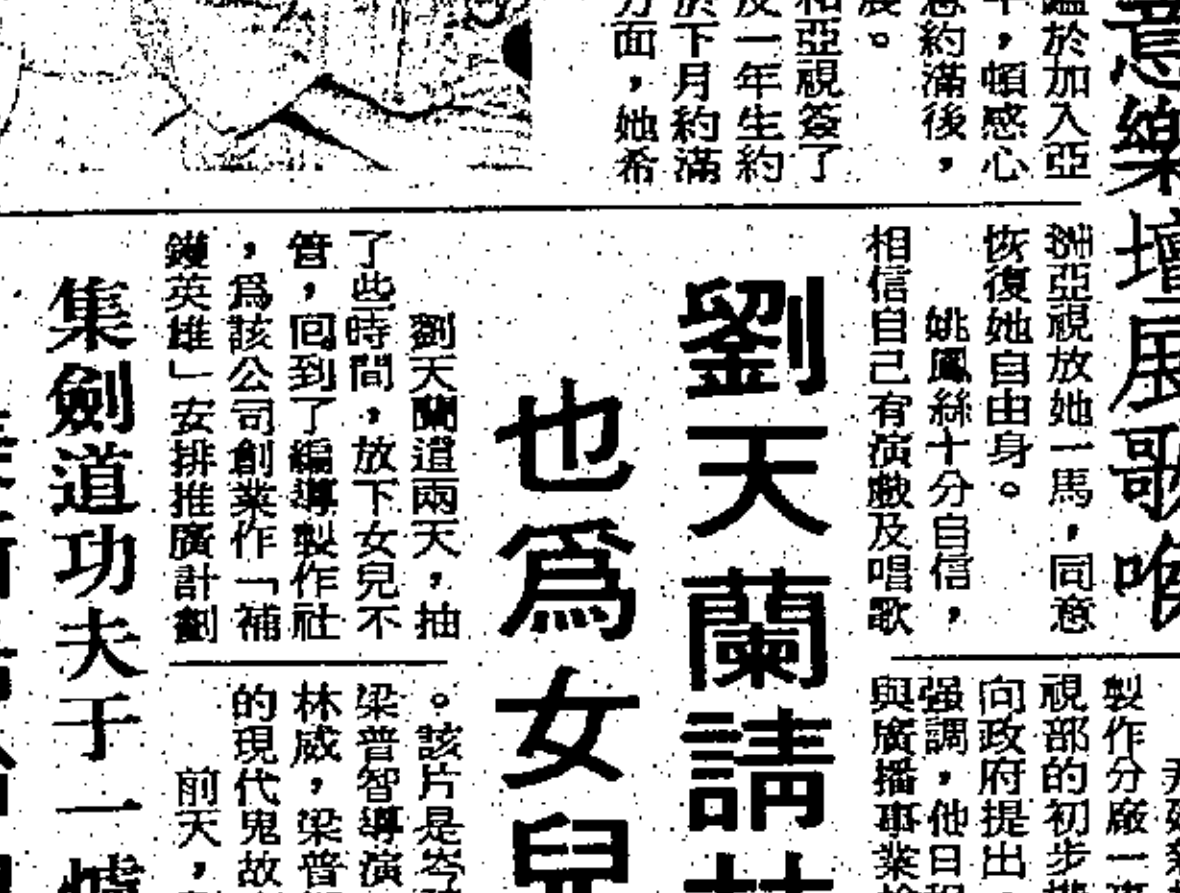 意樂壇展歌喉
鑑於加入亞
年，頓感心
意約滿後，
展。
和亞視簽了
及一年生約
於下月約滿
方面，她希
洲亞視放她一馬，同意
恢復她自由身。
姚鳳絲十分自信，
相信自己有演戲及唱歌
製作分廠一
視部的初步
向政府提出
强調，他日
與廣播事業
劉天蘭請
也爲女兒
劉天蘭這兩天，抽
了些時間，放下女兒不
管，回到了編導製作社
，爲該公司創業作「補
鑊英雄」安排推廣計劃
。該片是岑
梁普智導演
林威，梁普
的現代鬼故
前天，
集劍道功夫于一爐